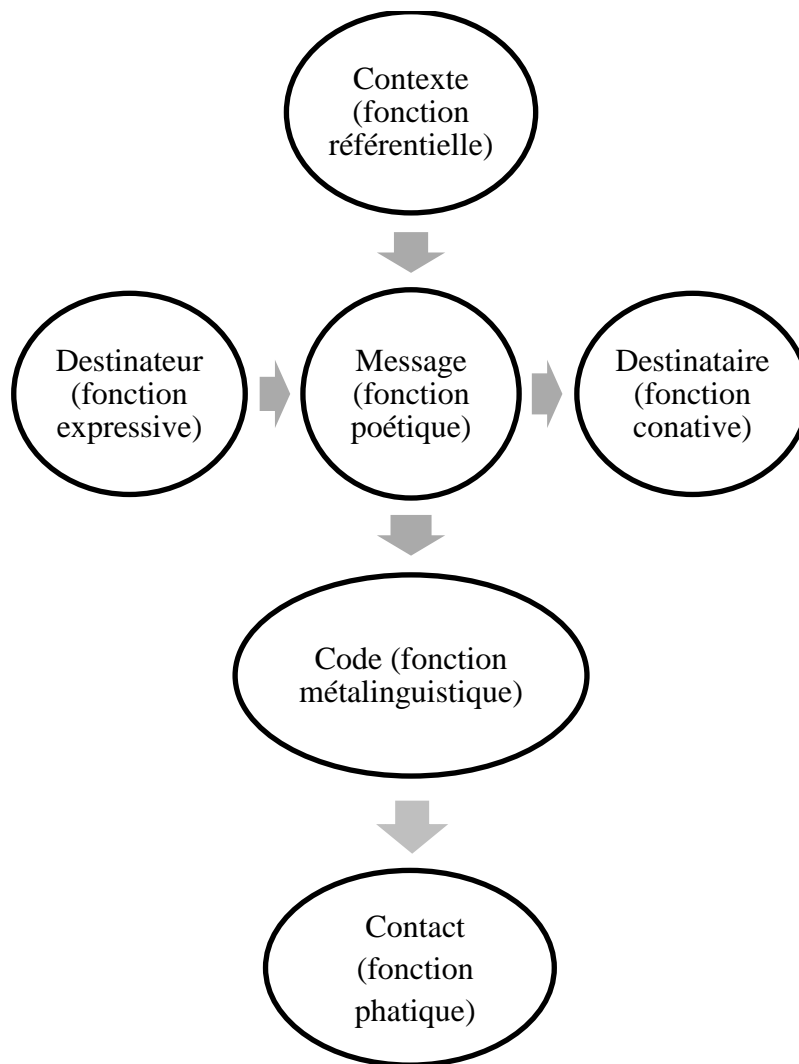 Contexte
(fonction
référentielle)
Destinateur
(fonction
expressive)
Message
(fonction
poétique)
Destinataire
(fonction
conative)
Code (fonction
métalinguistique)
Contact
(fonction
phatique)